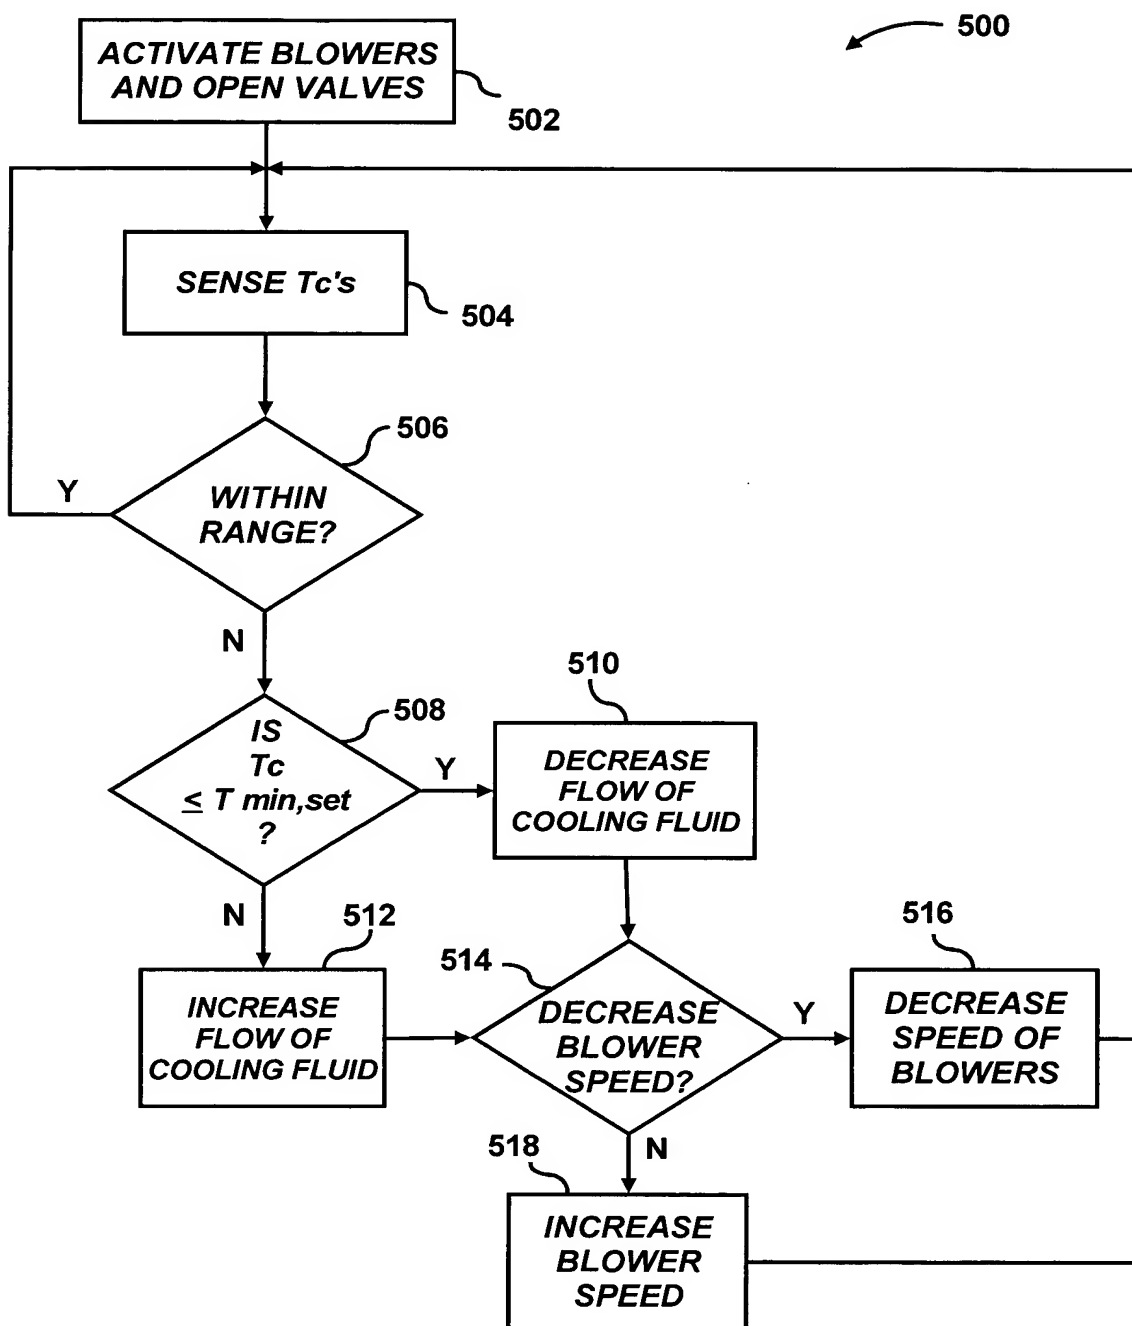 500
ACTIVATE BLOWERS
AND OPEN VALVES
502
SENSE Tc's
504
506
WITHIN
RANGE?
Y
N
508
IS
Tc
≤ T min,set
?
Y
N
510
DECREASE
FLOW OF
COOLING FLUID
512
INCREASE
FLOW OF
COOLING FLUID
514
DECREASE
BLOWER
SPEED?
Y
N
516
DECREASE
SPEED OF
BLOWERS
518
INCREASE
BLOWER
SPEED